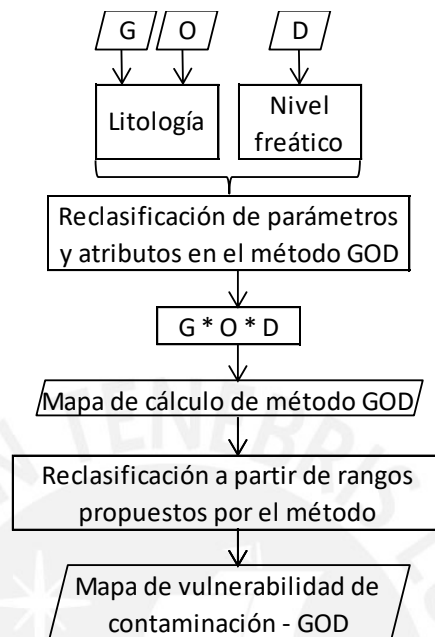 G O D
Litología
Nivel
freático
Reclasificación de parámetros
y atributos en el método GOD
G * O * D
Mapa de cálculo de método GOD
Reclasificación a partir de rangos
propuestos por el método
Mapa de vulnerabilidad de
contaminación - GOD